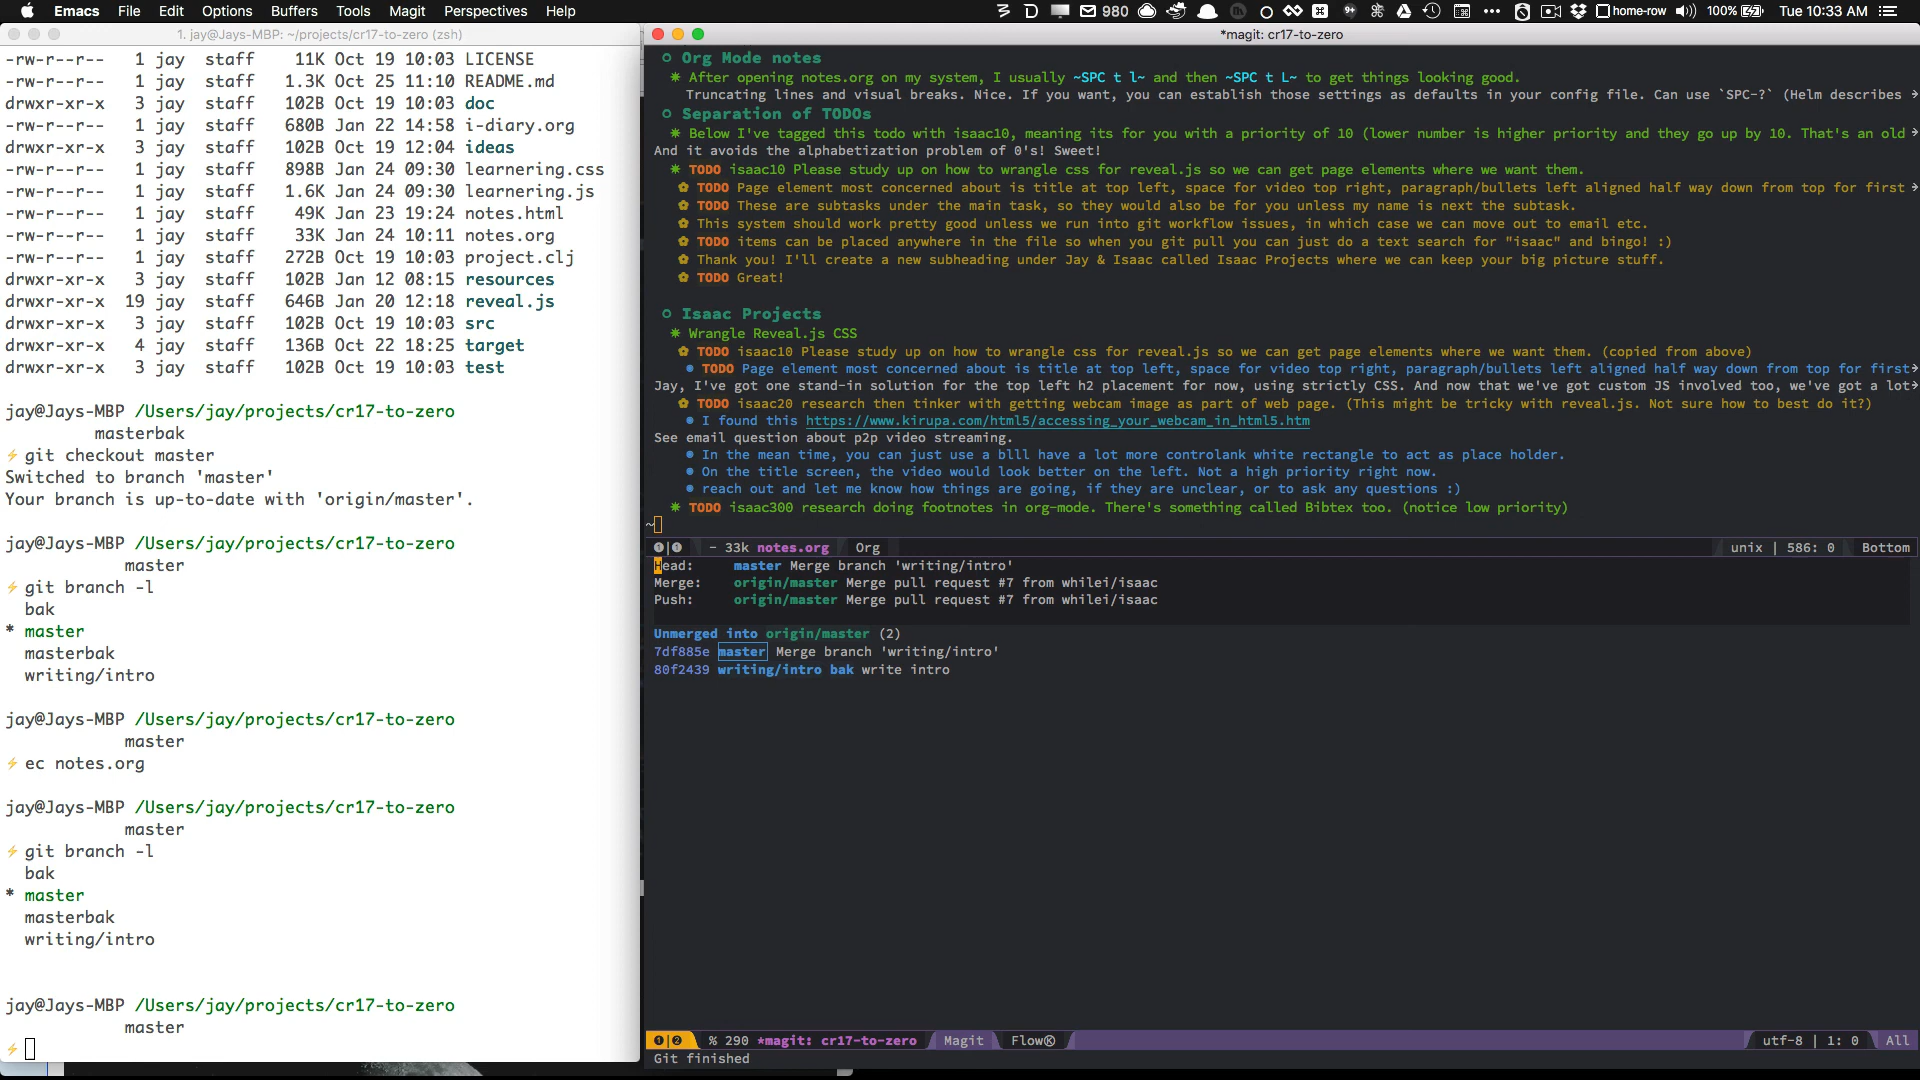 Emacs File Edit Options Buffers Tools Magit Perspectives Help 980 home-row 100% Tue 10:33 AM
1. jay@Jays-MBP: ~/projects/cr17-to-zero (zsh)
-rw-r--r-- 1 jay staff 11K Oct 19 10:03 LICENSE
-rw-r--r-- 1 jay staff 1.3K Oct 25 11:10 README.md
drwxr-xr-x 3 jay staff 102B Oct 19 10:03 doc
-rw-r--r-- 1 jay staff 680B Jan 22 14:58 i-diary.org
drwxr-xr-x 3 jay staff 102B Oct 19 12:04 ideas
-rw-r--r-- 1 jay staff 898B Jan 24 09:30 learnering.css
-rw-r--r-- 1 jay staff 1.6K Jan 24 09:30 learnering.js
-rw-r--r-- 1 jay staff 49K Jan 23 19:24 notes.html
-rw-r--r-- 1 jay staff 33K Jan 24 10:11 notes.org
-rw-r--r-- 1 jay staff 272B Oct 19 10:03 project.clj
drwxr-xr-x 3 jay staff 102B Jan 12 08:15 resources
drwxr-xr-x 19 jay staff 646B Jan 20 12:18 reveal.js
drwxr-xr-x 3 jay staff 102B Oct 19 10:03 src
drwxr-xr-x 4 jay staff 136B Oct 22 18:25 target
drwxr-xr-x 3 jay staff 102B Oct 19 10:03 test
jay@Jays-MBP /Users/jay/projects/cr17-to-zero
masterbak
⚡ git checkout master
Switched to branch 'master'
Your branch is up-to-date with 'origin/master'.
jay@Jays-MBP /Users/jay/projects/cr17-to-zero
master
⚡ git branch -l
bak
* master
masterbak
writing/intro
jay@Jays-MBP /Users/jay/projects/cr17-to-zero
master
⚡ ec notes.org
jay@Jays-MBP /Users/jay/projects/cr17-to-zero
master
⚡ git branch -l
bak
* master
masterbak
writing/intro
jay@Jays-MBP /Users/jay/projects/cr17-to-zero
master
⚡
*magit: cr17-to-zero
Org Mode notes
After opening notes.org on my system, I usually ~SPC t l~ and then ~SPC t L~ to get things looking good.
Truncating lines and visual breaks. Nice. If you want, you can establish those settings as defaults in your config file. Can use `SPC-?` (Helm describes
Separation of TODOs
Below I've tagged this todo with isaac10, meaning its for you with a priority of 10 (lower number is higher priority and they go up by 10. That's an old
And it avoids the alphabetization problem of 0's! Sweet!
TODO isaac10 Please study up on how to wrangle css for reveal.js so we can get page elements where we want them.
TODO Page element most concerned about is title at top left, space for video top right, paragraph/bullets left aligned half way down from top for first
TODO These are subtasks under the main task, so they would also be for you unless my name is next the subtask.
This system should work pretty good unless we run into git workflow issues, in which case we can move out to email etc.
TODO items can be placed anywhere in the file so when you git pull you can just do a text search for "isaac" and bingo! :)
Thank you! I'll create a new subheading under Jay & Isaac called Isaac Projects where we can keep your big picture stuff.
TODO Great!
Isaac Projects
Wrangle Reveal.js CSS
TODO isaac10 Please study up on how to wrangle css for reveal.js so we can get page elements where we want them. (copied from above)
TODO Page element most concerned about is title at top left, space for video top right, paragraph/bullets left aligned half way down from top for first
Jay, I've got one stand-in solution for the top left h2 placement for now, using strictly CSS. And now that we've got custom JS involved too, we've got a lot
TODO isaac20 research then tinker with getting webcam image as part of web page. (This might be tricky with reveal.js. Not sure how to best do it?)
I found this https://www.kirupa.com/html5/accessing_your_webcam_in_html5.htm
See email question about p2p video streaming.
In the mean time, you can just use a blll have a lot more controlank white rectangle to act as place holder.
On the title screen, the video would look better on the left. Not a high priority right now.
reach out and let me know how things are going, if they are unclear, or to ask any questions :)
TODO isaac300 research doing footnotes in org-mode. There's something called Bibtex too. (notice low priority)
~
1|1 - 33k notes.org Org unix | 586: 0 Bottom
Head: master Merge branch 'writing/intro'
Merge: origin/master Merge pull request #7 from whilei/isaac
Push: origin/master Merge pull request #7 from whilei/isaac
Unmerged into origin/master (2)
7df885e master Merge branch 'writing/intro'
80f2439 writing/intro bak write intro
1|2 % 290 *magit: cr17-to-zero Magit FlowⓀ utf-8 | 1: 0 All
Git finished